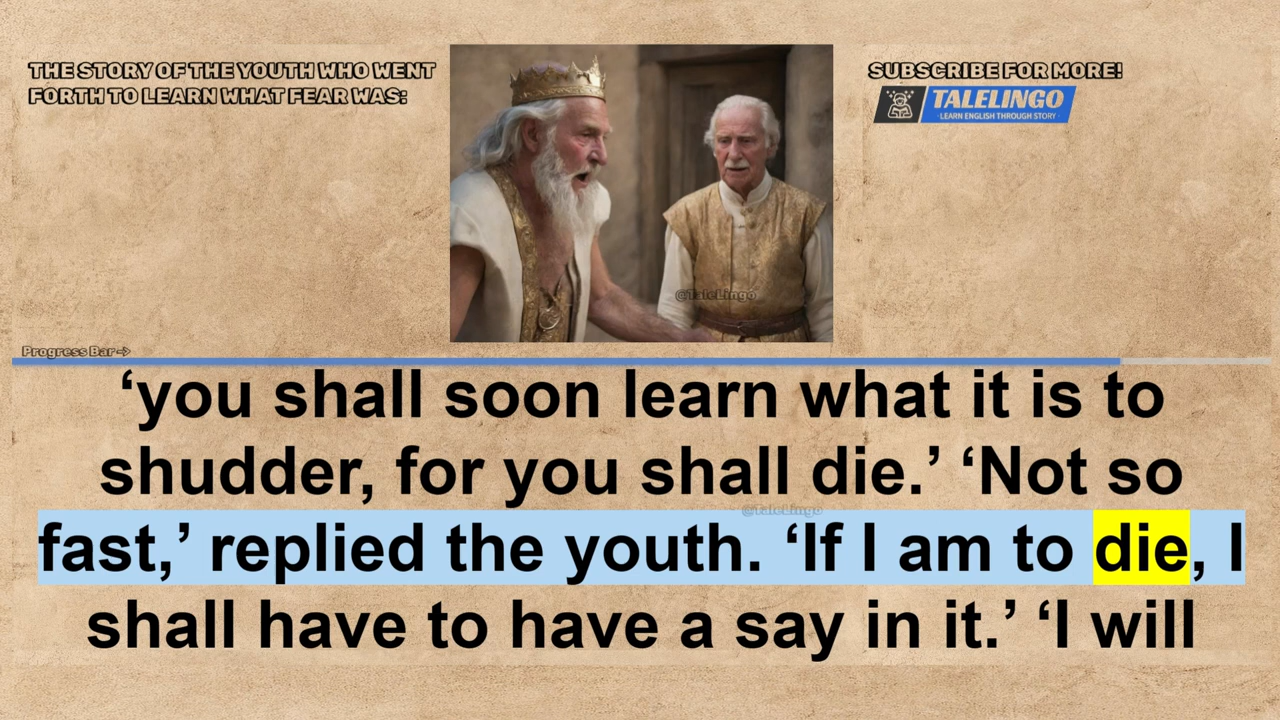 THE STORY OF THE YOUTH WHO WENT
FORTH TO LEARN WHAT FEAR WAS:
SUBSCRIBE FOR MORE!
TALELINGO
- LEARN ENGLISH THROUGH STORY -
@TaleLingo
Progress Bar->
‘you shall soon learn what it is to
shudder, for you shall die.’ ‘Not so
@TaleLingo
fast,’ replied the youth. ‘If I am to die, I
shall have to have a say in it.’ ‘I will